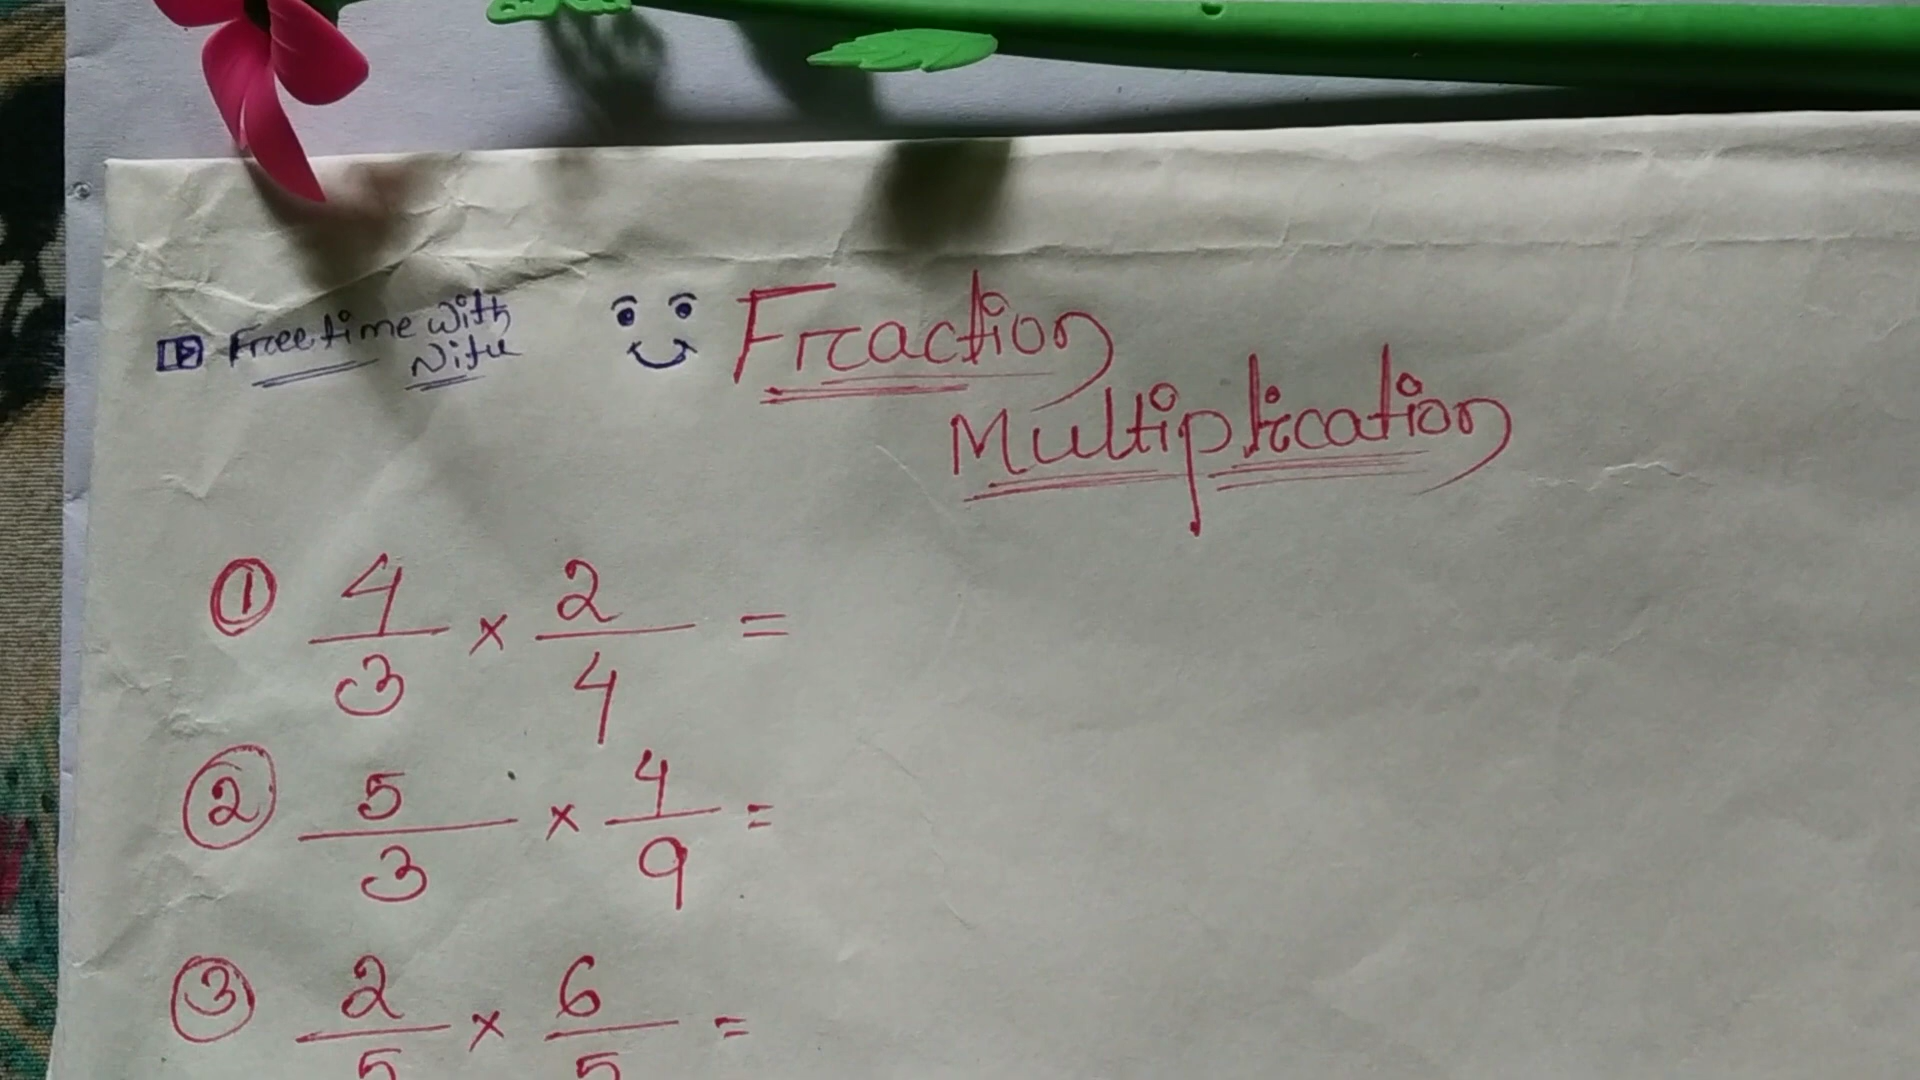 Free time with
Nitu
Fraction
Multiplication
① 4/3 × 2/4 =
② 5/3 × 4/9 =
③ 2/5 × 6/5 =